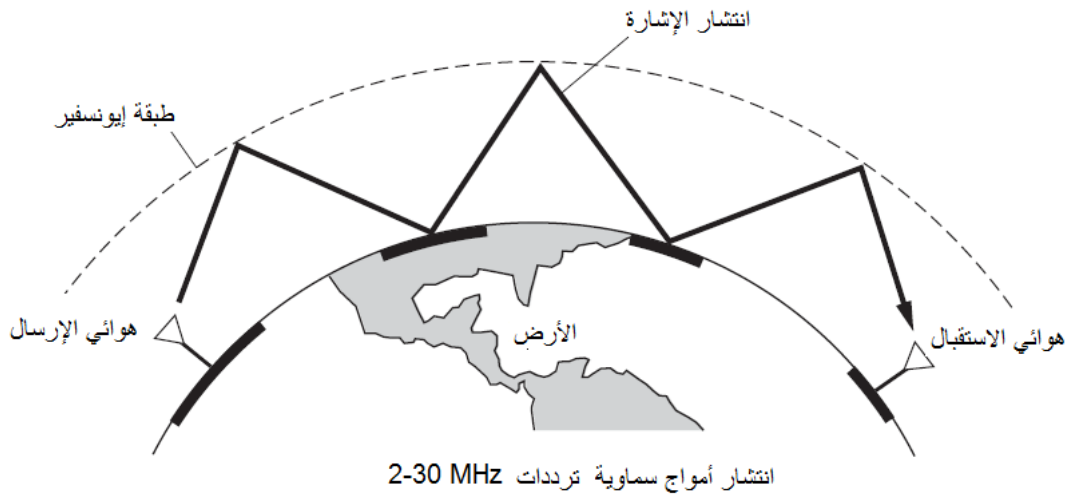 انتشار الإشارة
طبقة إيونسفير
هوائي الإرسال
الأرض
هوائي الاستقبال
انتشار أمواج سماوية ترددات 2-30 MHz